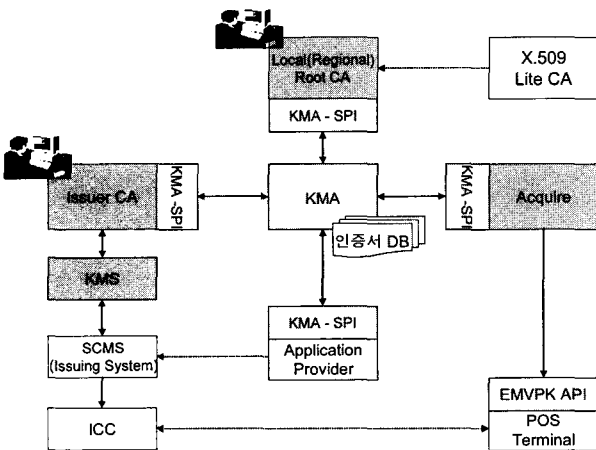 Local(Regional)
Root CA
KMA - SPI
X.509
Lite CA
Issuer CA
KMA -SPI
KMA
인증서 DB
KMA -SPI
Acquire
KMS
SCMS
(Issuing System)
KMA - SPI
Application
Provider
ICC
EMVPK API
POS
Terminal